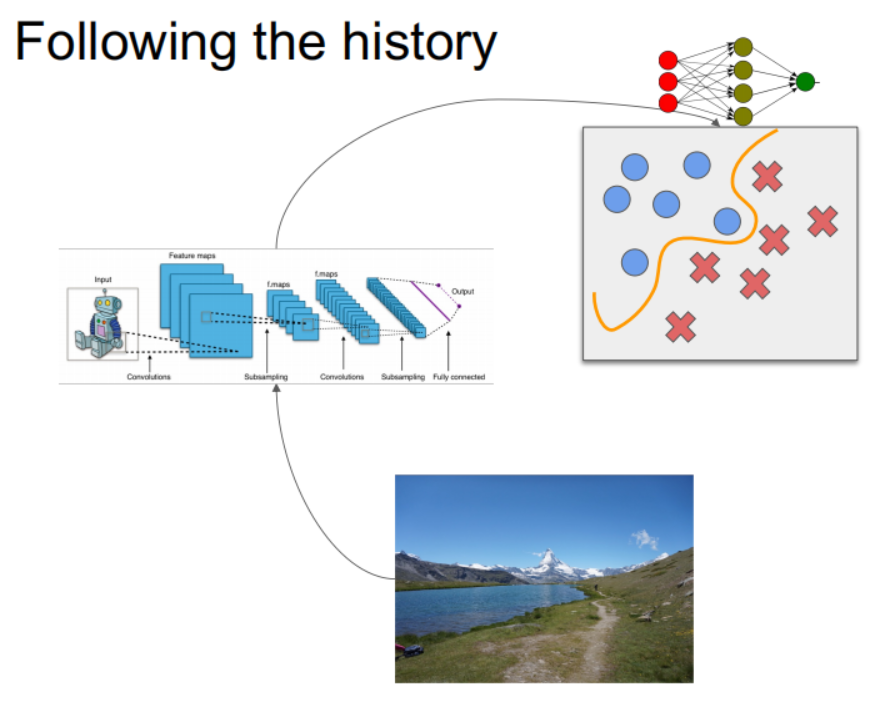 Following the history
Feature maps
Input
f.maps
f.maps
Output
Convolutions
Subsampling
Convolutions
Subsampling
Fully connected